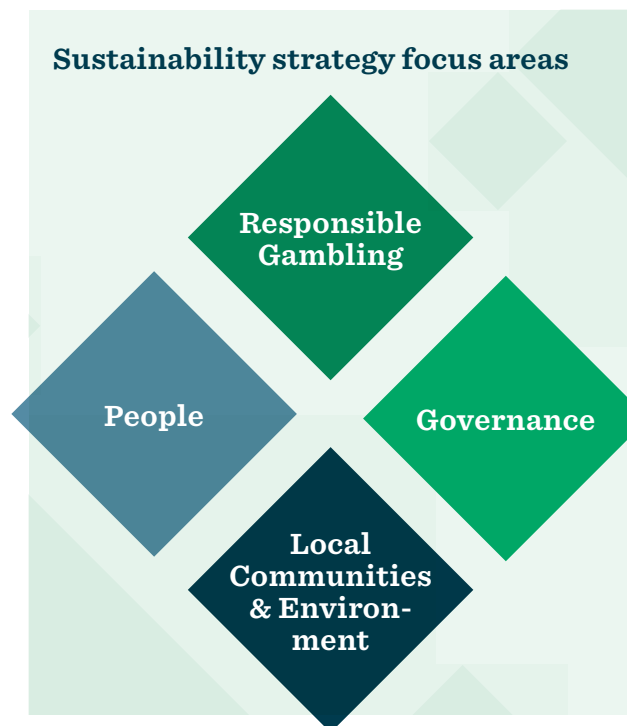 Sustainability strategy focus areas
Responsible
Gambling
People
Governance
Local
Communities
& Environ-
ment